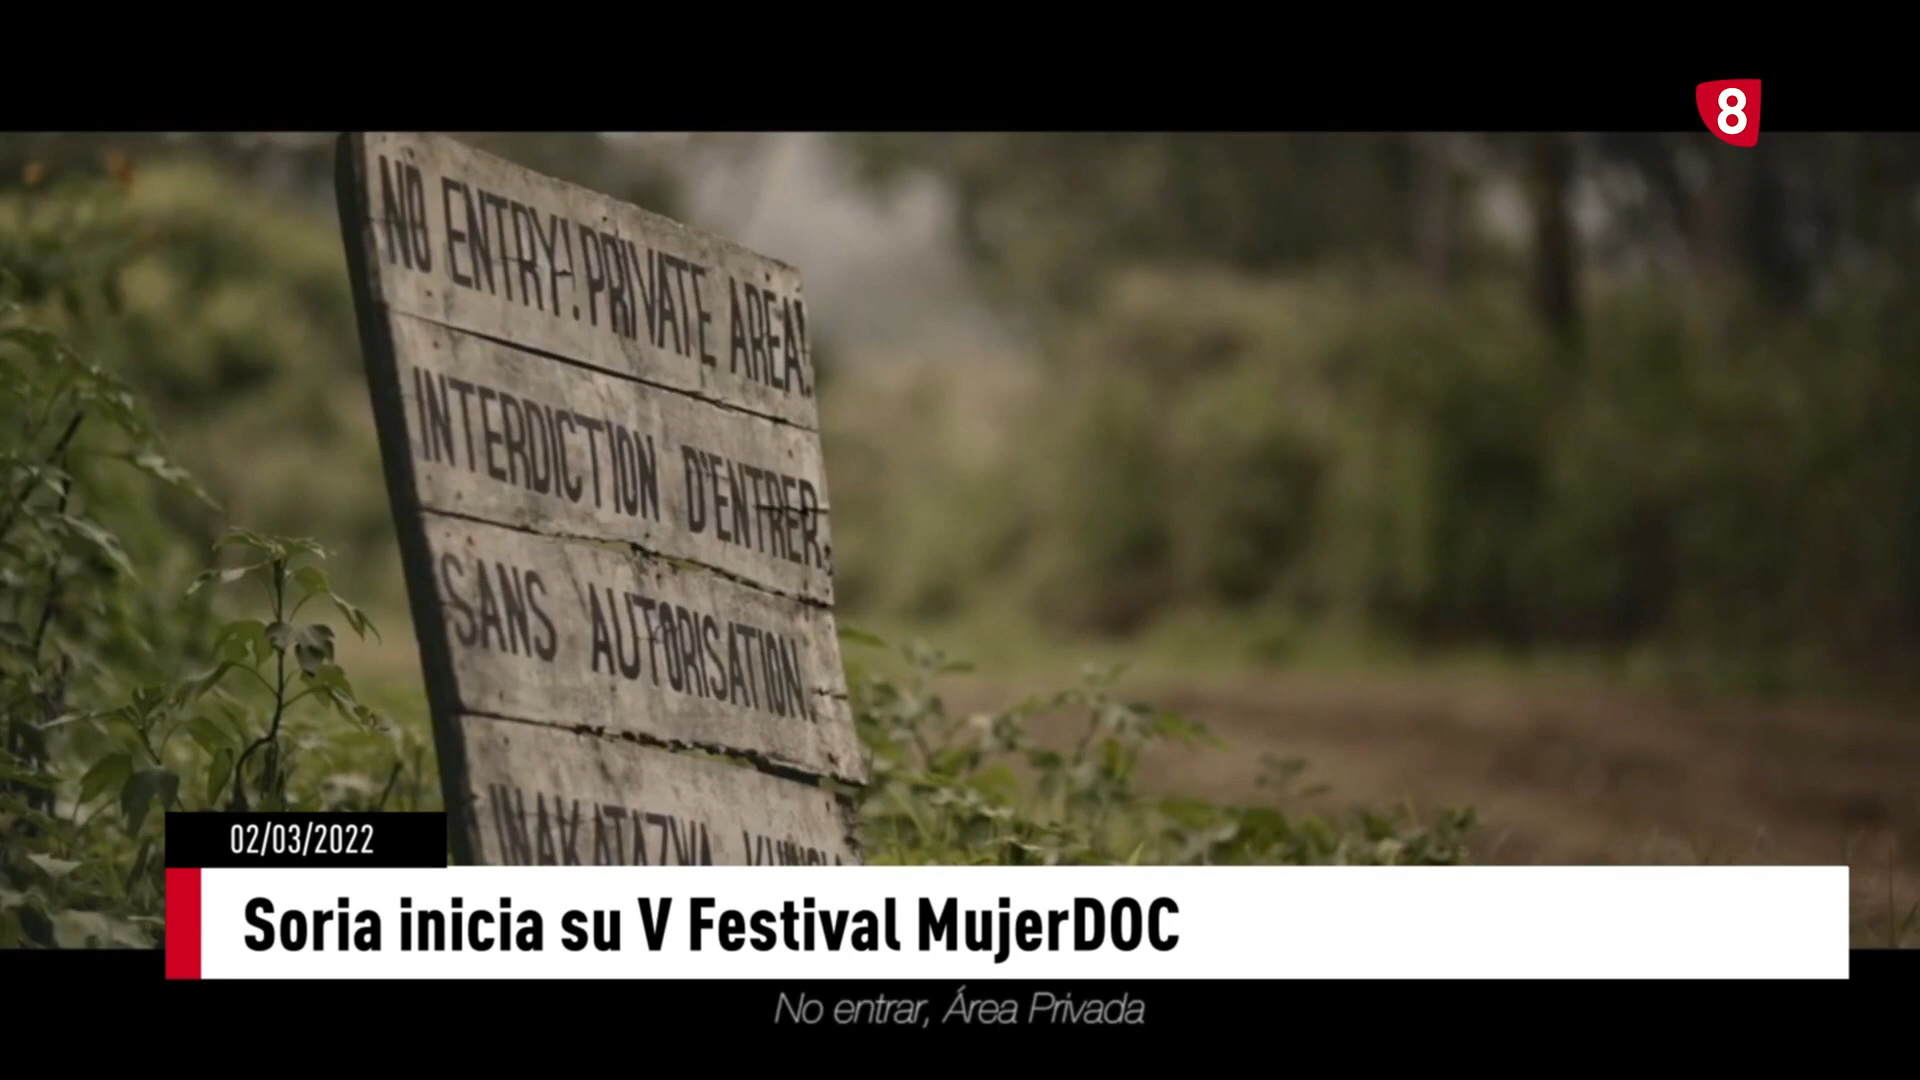 8
NO ENTRY! PRIVATE AREA!
INTERDICTION D'ENTRER
SANS AUTORISATION!
INAKATAZWA
02/03/2022
Soria inicia su V Festival MujerDOC
No entrar, Área Privada